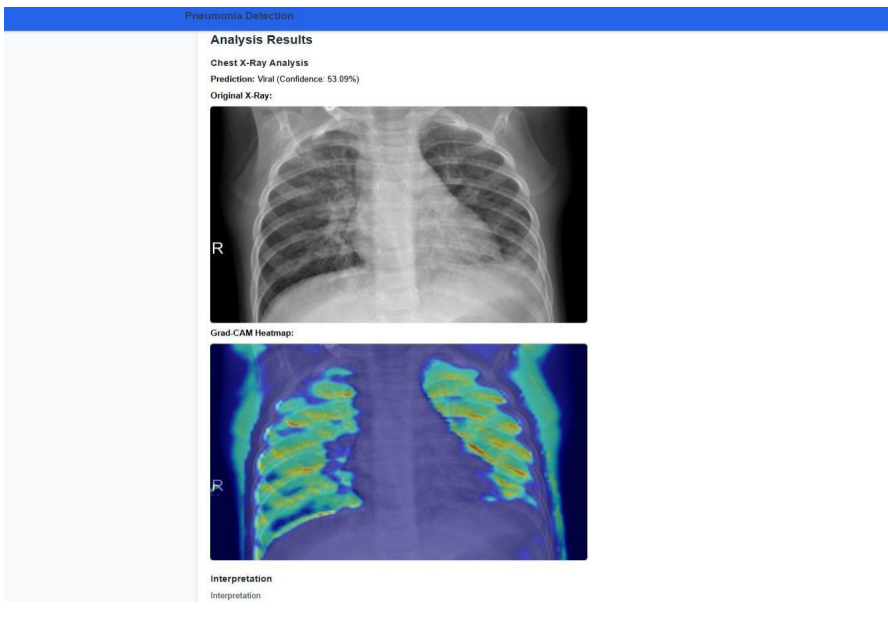 Pneumonia Detection
Analysis Results
Chest X-Ray Analysis
Prediction: Viral (Confidence: 53.09%)
Original X-Ray:
R
Grad-CAM Heatmap:
R
Interpretation
Interpretation